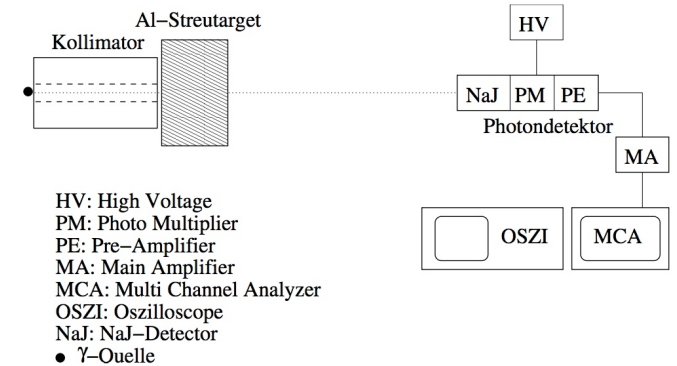 Al–Streutarget
Kollimator
HV
NaJ PM PE
Photondetektor
MA
OSZI MCA
HV: High Voltage
PM: Photo Multiplier
PE: Pre–Amplifier
MA: Main Amplifier
MCA: Multi Channel Analyzer
OSZI: Oszilloscope
NaJ: NaJ–Detector
● γ–Quelle